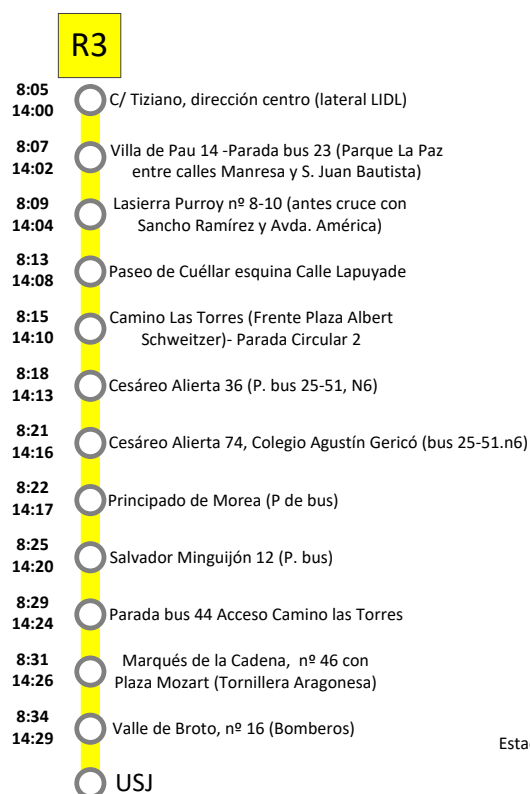 R3
8:05
14:00
C/ Tiziano, dirección centro (lateral LIDL)
8:07
14:02
Villa de Pau 14 -Parada bus 23 (Parque La Paz
entre calles Manresa y S. Juan Bautista)
8:09
14:04
Lasierra Purroy nº 8-10 (antes cruce con
Sancho Ramírez y Avda. América)
8:13
14:08
Paseo de Cuéllar esquina Calle Lapuyade
8:15
14:10
Camino Las Torres (Frente Plaza Albert
Schweitzer)- Parada Circular 2
8:18
14:13
Cesáreo Alierta 36 (P. bus 25-51, N6)
8:21
14:16
Cesáreo Alierta 74, Colegio Agustín Gericó (bus 25-51.n6)
8:22
14:17
Principado de Morea (P de bus)
8:25
14:20
Salvador Minguijón 12 (P. bus)
8:29
14:24
Parada bus 44 Acceso Camino las Torres
8:31
14:26
Marqués de la Cadena, nº 46 con
Plaza Mozart (Tornillera Aragonesa)
8:34
14:29
Valle de Broto, nº 16 (Bomberos)
USJ